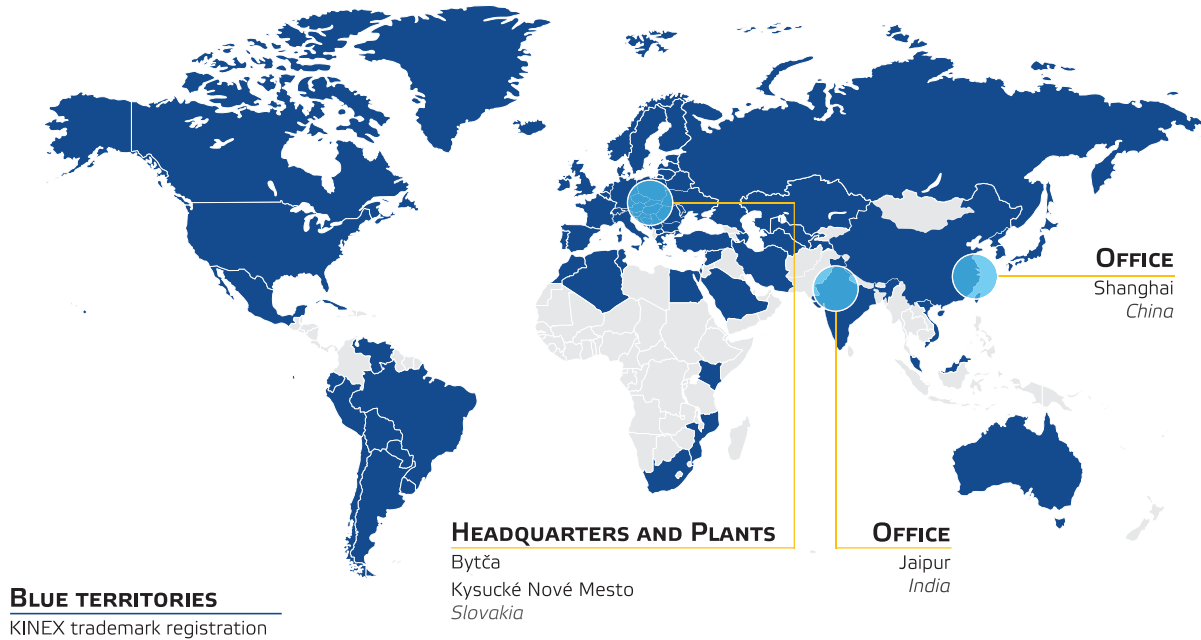 OFFICE
Shanghai
China
HEADQUARTERS AND PLANTS
Bytča
Kysucké Nové Mesto
Slovakia
OFFICE
Jaipur
India
BLUE TERRITORIES
KINEX trademark registration